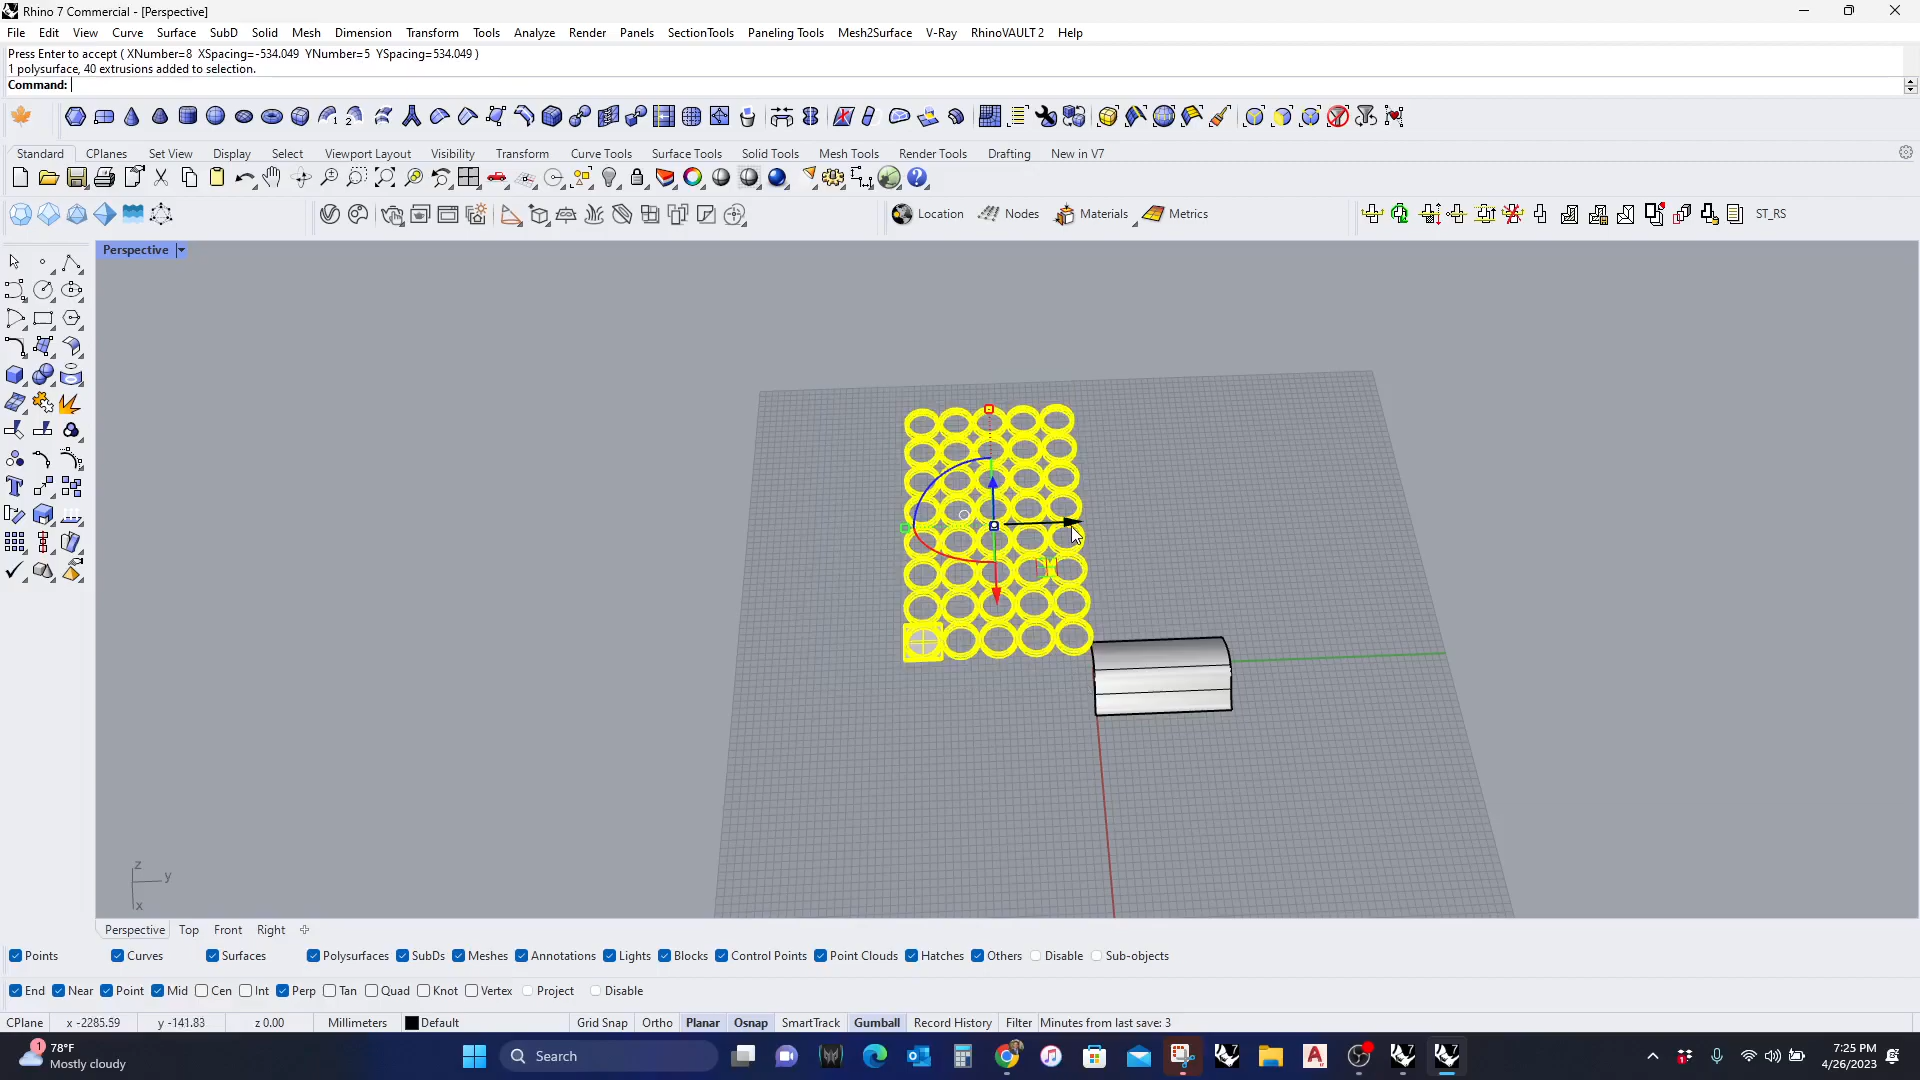 Rhino 7 Commercial - [Perspective]
File Edit View Curve Surface SubD Solid Mesh Dimension Transform Tools Analyze Render Panels SectionTools Paneling Tools Mesh2Surface V-Ray RhinoVAULT 2 Help
Press Enter to accept ( XNumber=8 XSpacing=-534.049 YNumber=5 YSpacing=534.049 )
1 polysurface, 40 extrusions added to selection.
Command:
Standard CPlanes Set View Display Select Viewport Layout Visibility Transform Curve Tools Surface Tools Solid Tools Mesh Tools Render Tools Drafting New in V7
Location Nodes Materials Metrics ST_RS
Perspective
z
y
x
Perspective Top Front Right
Points Curves Surfaces Polysurfaces SubDs Meshes Annotations Lights Blocks Control Points Point Clouds Hatches Others Disable Sub-objects
End Near Point Mid Cen Int Perp Tan Quad Knot Vertex Project Disable
CPlane x -2285.59 y -141.83 z 0.00 Millimeters Default Grid Snap Ortho Planar Osnap SmartTrack Gumball Record History Filter Minutes from last save: 3
1 78°F
Mostly cloudy
Search
7:25 PM
4/26/2023